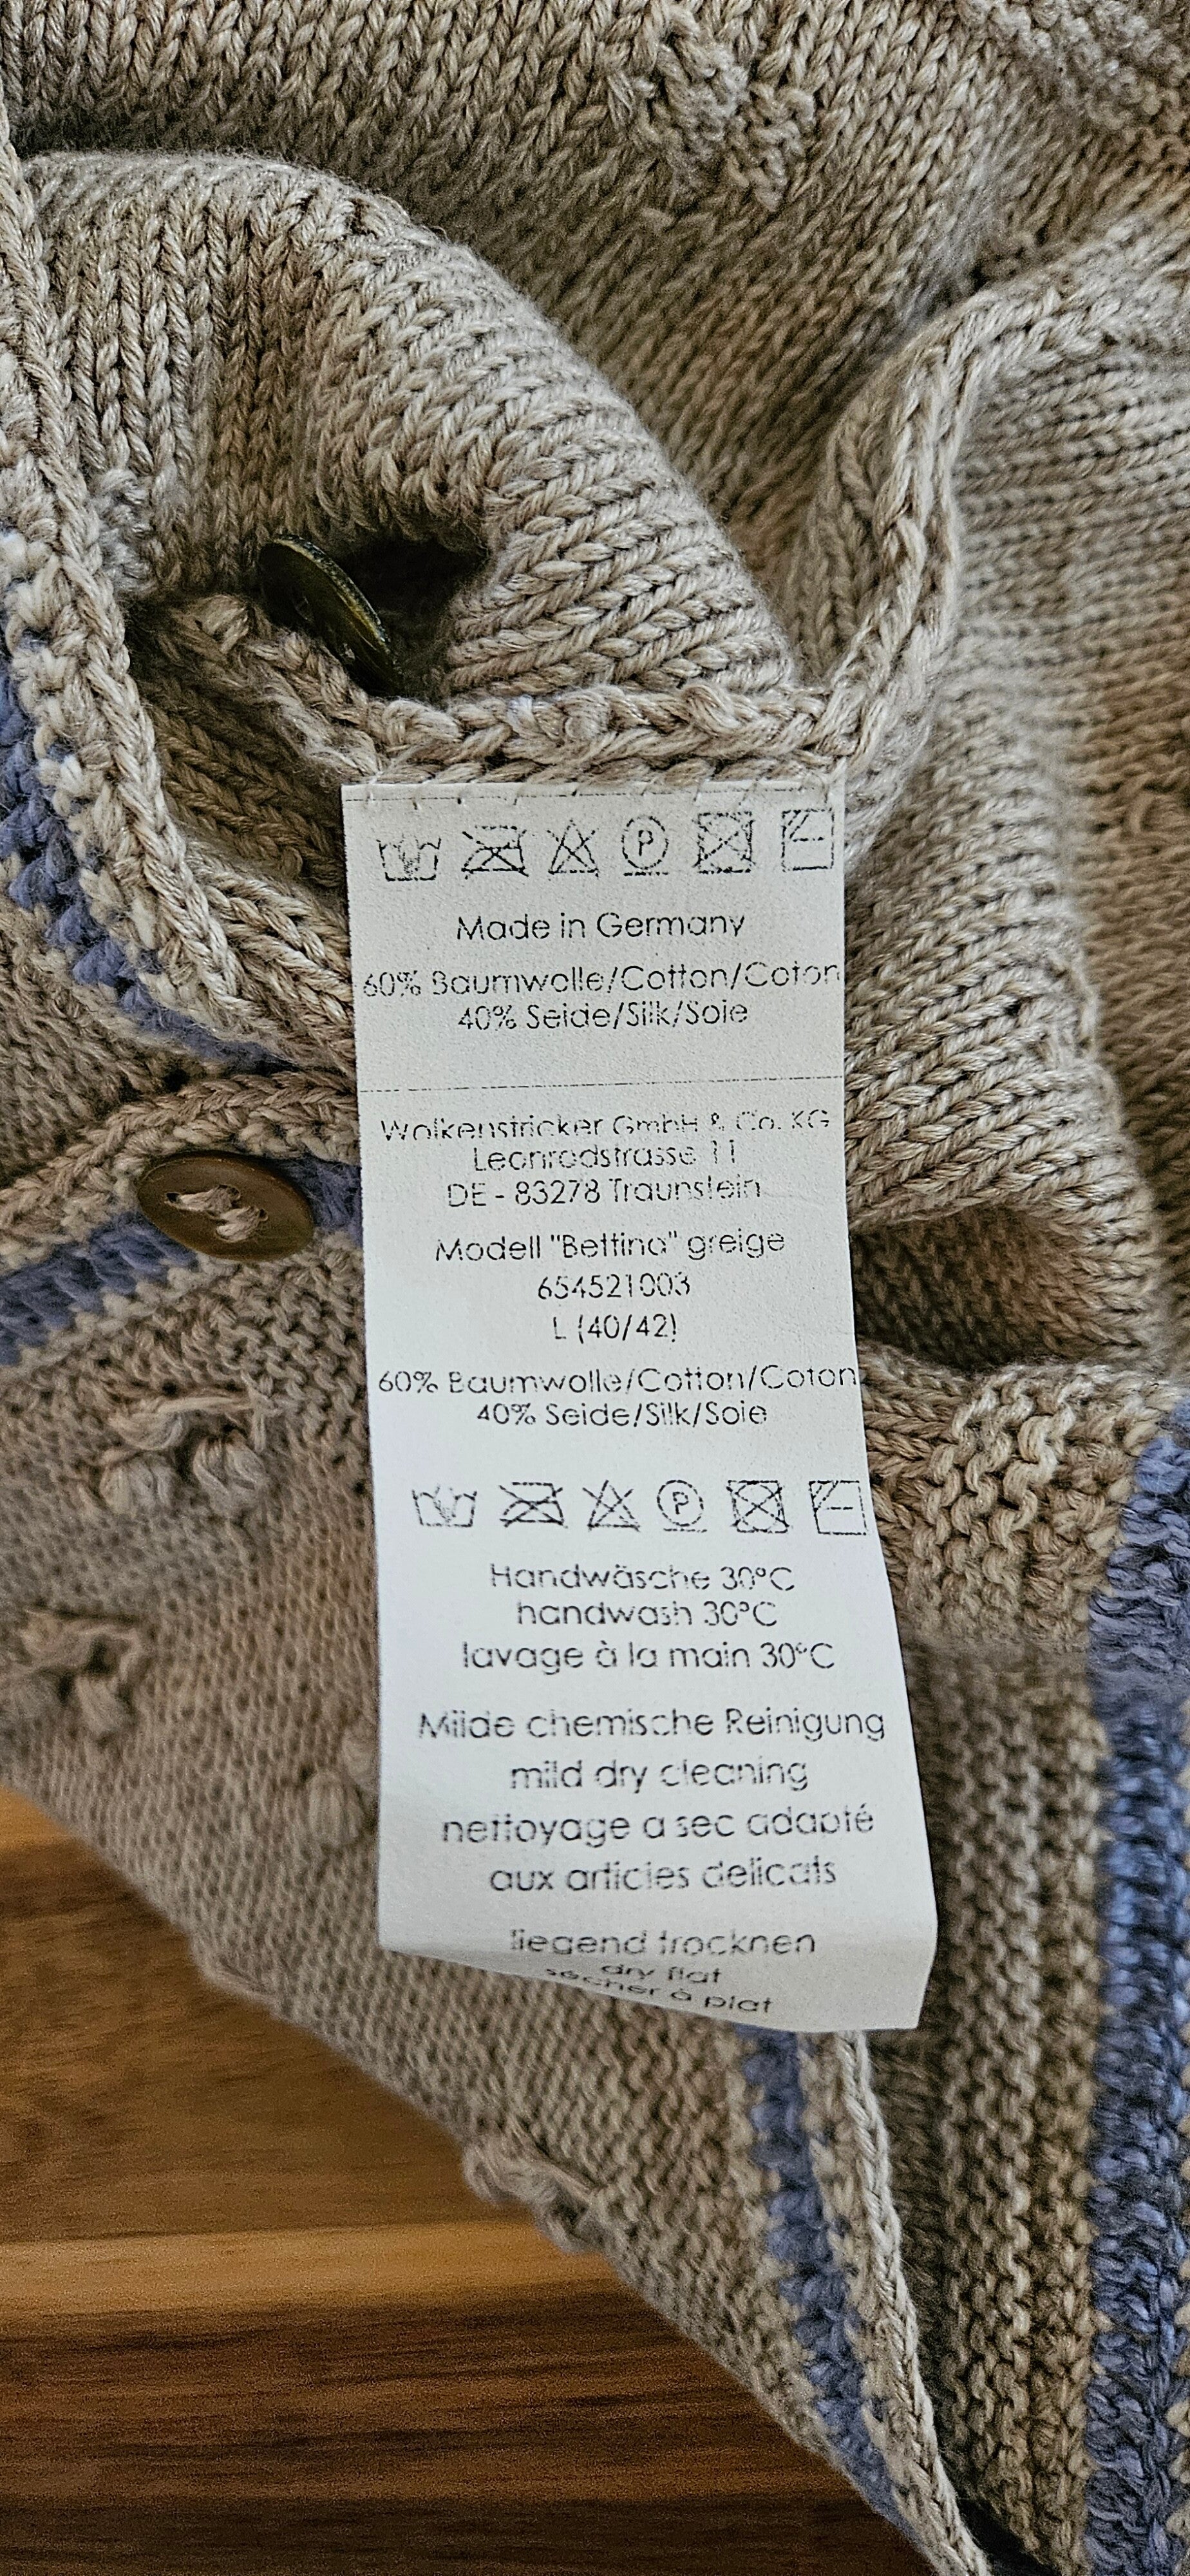 P
Made in Germany
60% Baumwolle/Cotton/Coton
40% Seide/Silk/Soie
Wolkenstricker GmbH & Co. KG
Leonrodstrasse 11
DE - 83278 Traunstein
Modell "Bettina" greige
654521003
L (40/42)
60% Baumwolle/Cotton/Coton
40% Seide/Silk/Soie
P
Handwäsche 30°C
handwash 30°C
lavage à la main 30°C
Milde chemische Reinigung
mild dry cleaning
nettoyage a sec adapté
aux articles delicats
liegend trocknen
dry flat
sécher à plat